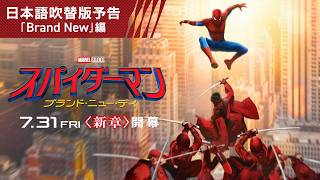 日本語吹替版予告
「Brand New」編
MARVEL STUDIOS
スパイダーマン
ブランド・ニュー・デイ
7.31 FRI 〈新章〉開幕